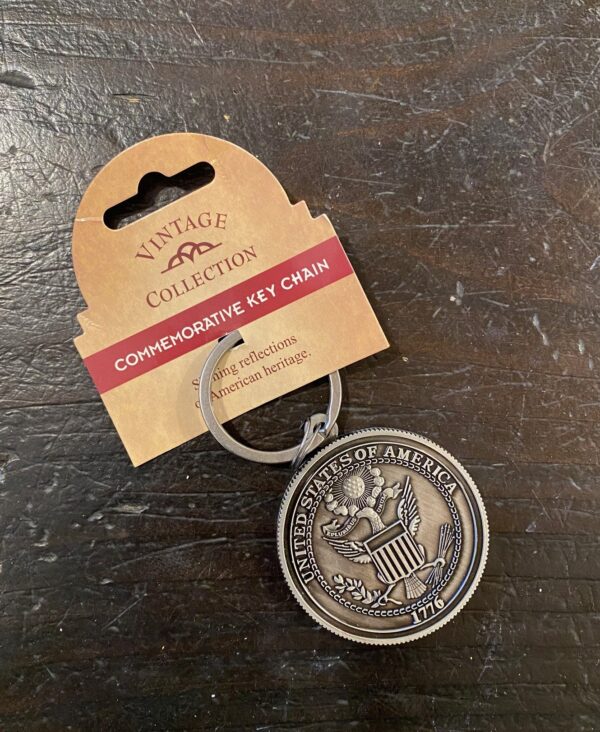 VINTAGE
COLLECTION
COMMEMORATIVE KEY CHAIN
reflections
American heritage.
UNITED STATES OF AMERICA
1776